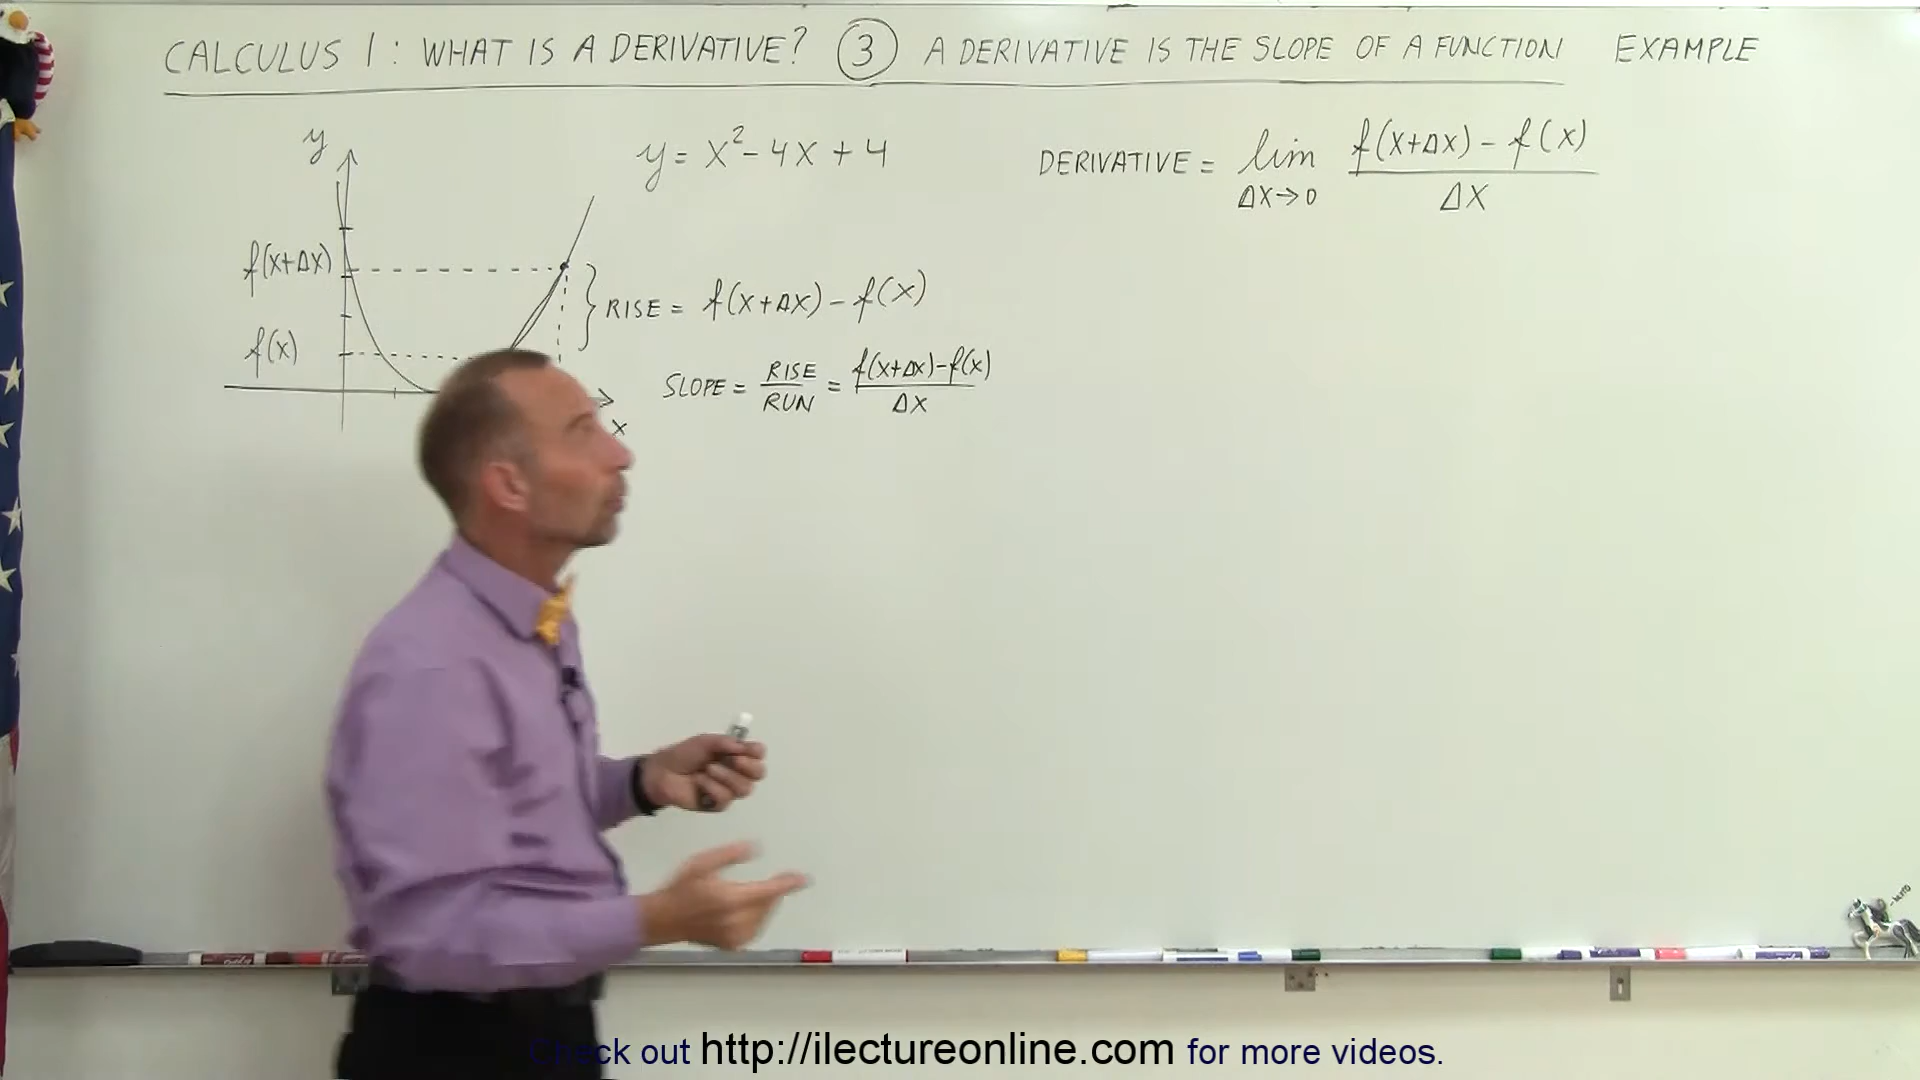 CALCULUS 1: WHAT IS A DERIVATIVE? ③ A DERIVATIVE IS THE SLOPE OF A FUNCTION EXAMPLE
y
y = x² - 4x + 4
DERIVATIVE = lim Δx→0 f(x+Δx) - f(x) / Δx
f(x+Δx)
} RISE = f(x+Δx) - f(x)
f(x)
SLOPE = RISE / RUN = f(x+Δx)-f(x) / Δx
x
Check out http://ilectureonline.com for more videos.